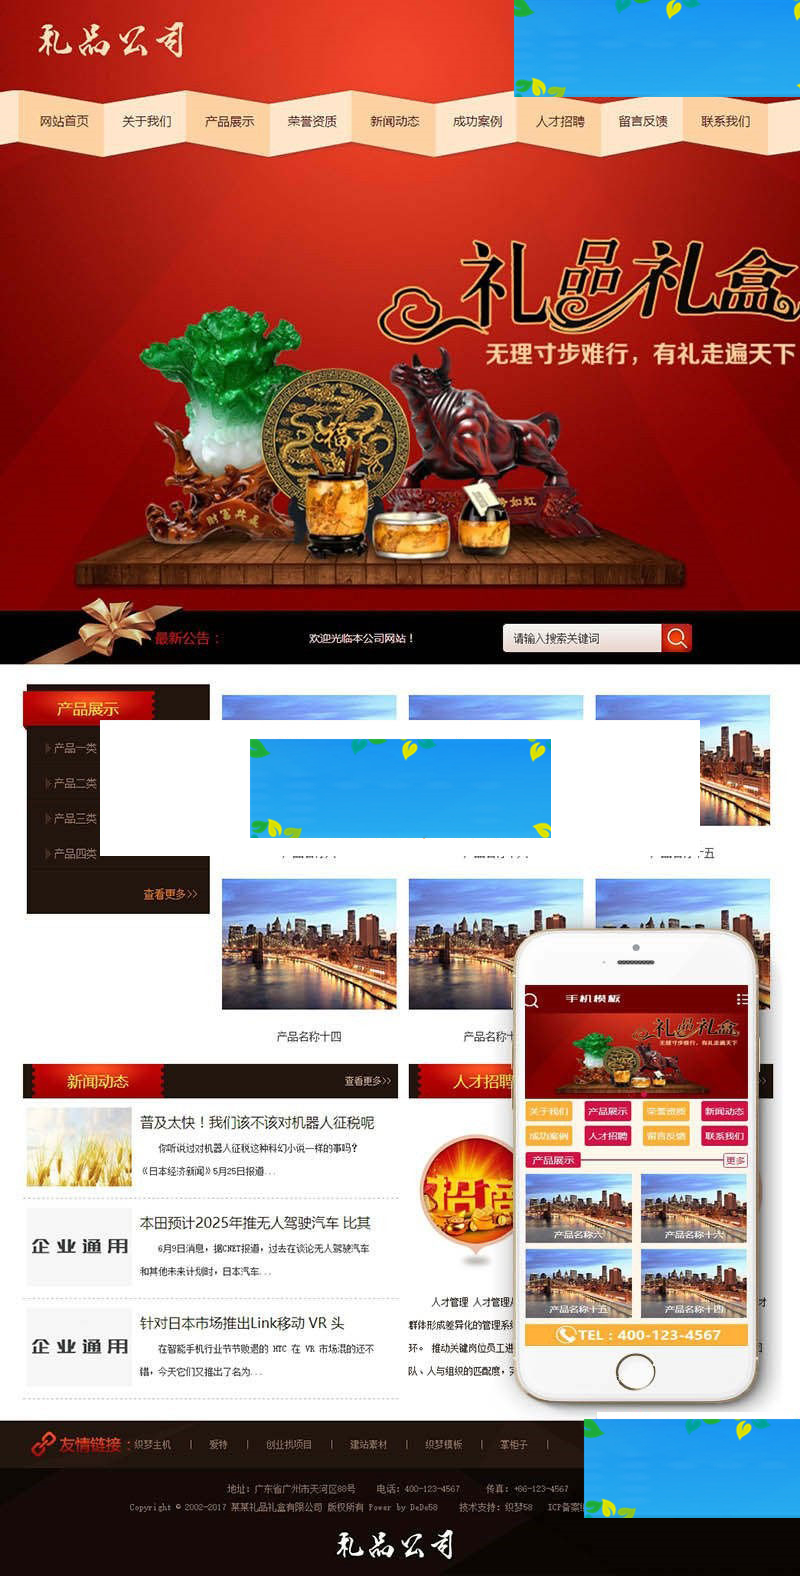 礼品公司
网站首页 关于我们 产品展示 荣誉资质 新闻动态 成功案例 人才招聘 留言反馈 联系我们
礼品礼盒
无理寸步难行，有礼走遍天下
福
财富共
如虹
最新公告： 欢迎光临本公司网站！ 请输入搜索关键词
产品展示
产品一类
产品二类
产品三类
产品四类
查看更多>>
十五
产品名称十四 产品名称十
新闻动态 查看更多>>
普及太快！我们该不该对机器人征税呢
你听说过对机器人征税这种科幻小说一样的事吗？
《日本经济新闻》5月25日报道...
企业通用
本田预计2025年推无人驾驶汽车 比其
6月9日消息，据CNET报道，过去在谈论无人驾驶汽车
和其他未来计划时，日本汽车...
企业通用
针对日本市场推出Link移动 VR 头
在智能手机行业节节败退的 HTC 在 VR 市场混的还不
错，今天它们又推出了名为...
人才招聘
招商
人才管理 人才管理
群体形成差异化的管理系
环。 推动关键岗位员工进
队、人与组织的匹配度，
手机模板
礼品礼盒
无理寸步难行，有礼走遍天下
关于我们 产品展示 荣誉资质 新闻动态
成功案例 人才招聘 留言反馈 联系我们
产品展示 更多
产品名称六 产品名称十六
产品名称十五 产品名称十四
TEL：400-123-4567
友情链接： 织梦主机 | 爱特 | 创业找项目 | 建站素材 | 织梦模板 | 素柜子 |
地址：广东省广州市天河区88号 电话：400-123-4567 传真：+86-123-4567
Copyright © 2002-2017 某某礼品礼盒有限公司 版权所有 Power by DeDe58 技术支持：织梦58 ICP备案
礼品公司